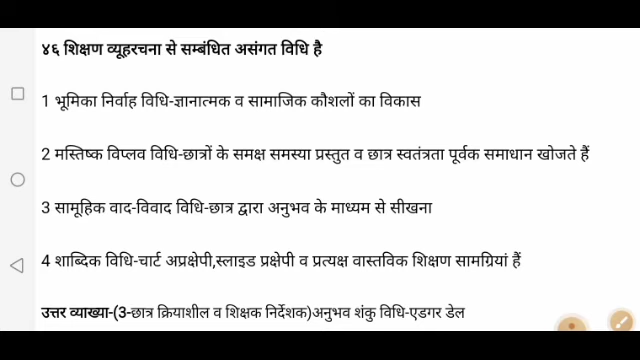 ४६ शिक्षण व्यूहरचना से सम्बंधित असंगत विधि है
1 भूमिका निर्वाह विधि-ज्ञानात्मक व सामाजिक कौशलों का विकास
2 मस्तिष्क विप्लव विधि-छात्रों के समक्ष समस्या प्रस्तुत व छात्र स्वतंत्रता पूर्वक समाधान खोजते हैं
3 सामूहिक वाद-विवाद विधि-छात्र द्वारा अनुभव के माध्यम से सीखना
4 शाब्दिक विधि-चार्ट अप्रक्षेपी,स्लाइड प्रक्षेपी व प्रत्यक्ष वास्तविक शिक्षण सामग्रियां हैं
उत्तर व्याख्या-(3-छात्र क्रियाशील व शिक्षक निर्देशक)अनुभव शंकु विधि-एडगर डेल